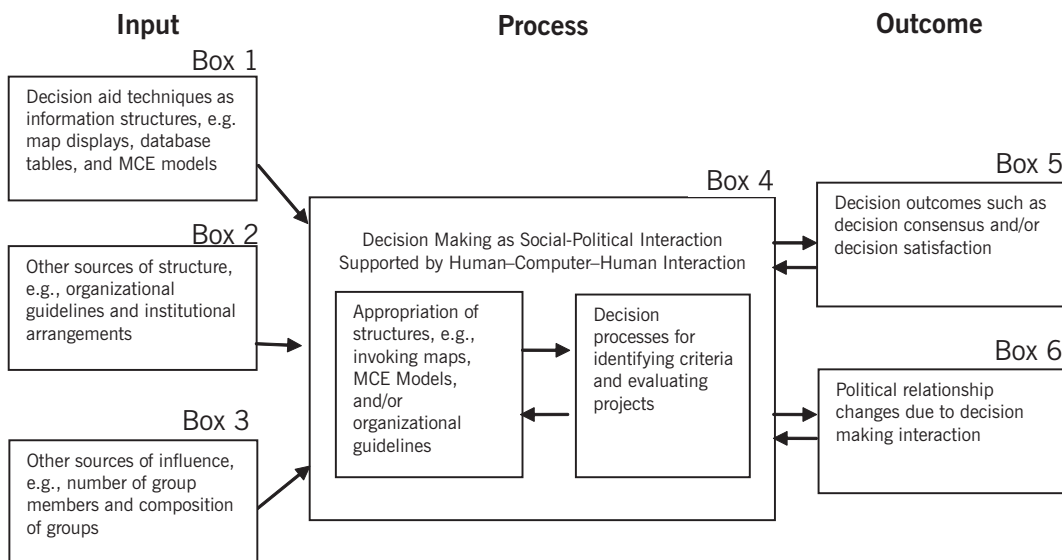 Input
Process
Outcome
Box 1
Decision aid techniques as
information structures, e.g.
map displays, database
tables, and MCE models
Box 2
Other sources of structure,
e.g., organizational
guidelines and institutional
arrangements
Box 3
Other sources of influence,
e.g., number of group
members and composition
of groups
Box 4
Decision Making as Social-Political Interaction
Supported by Human–Computer–Human Interaction
Appropriation of
structures, e.g.,
invoking maps,
MCE Models,
and/or
organizational
guidelines
Decision
processes for
identifying criteria
and evaluating
projects
Box 5
Decision outcomes such as
decision consensus and/or
decision satisfaction
Box 6
Political relationship
changes due to decision
making interaction